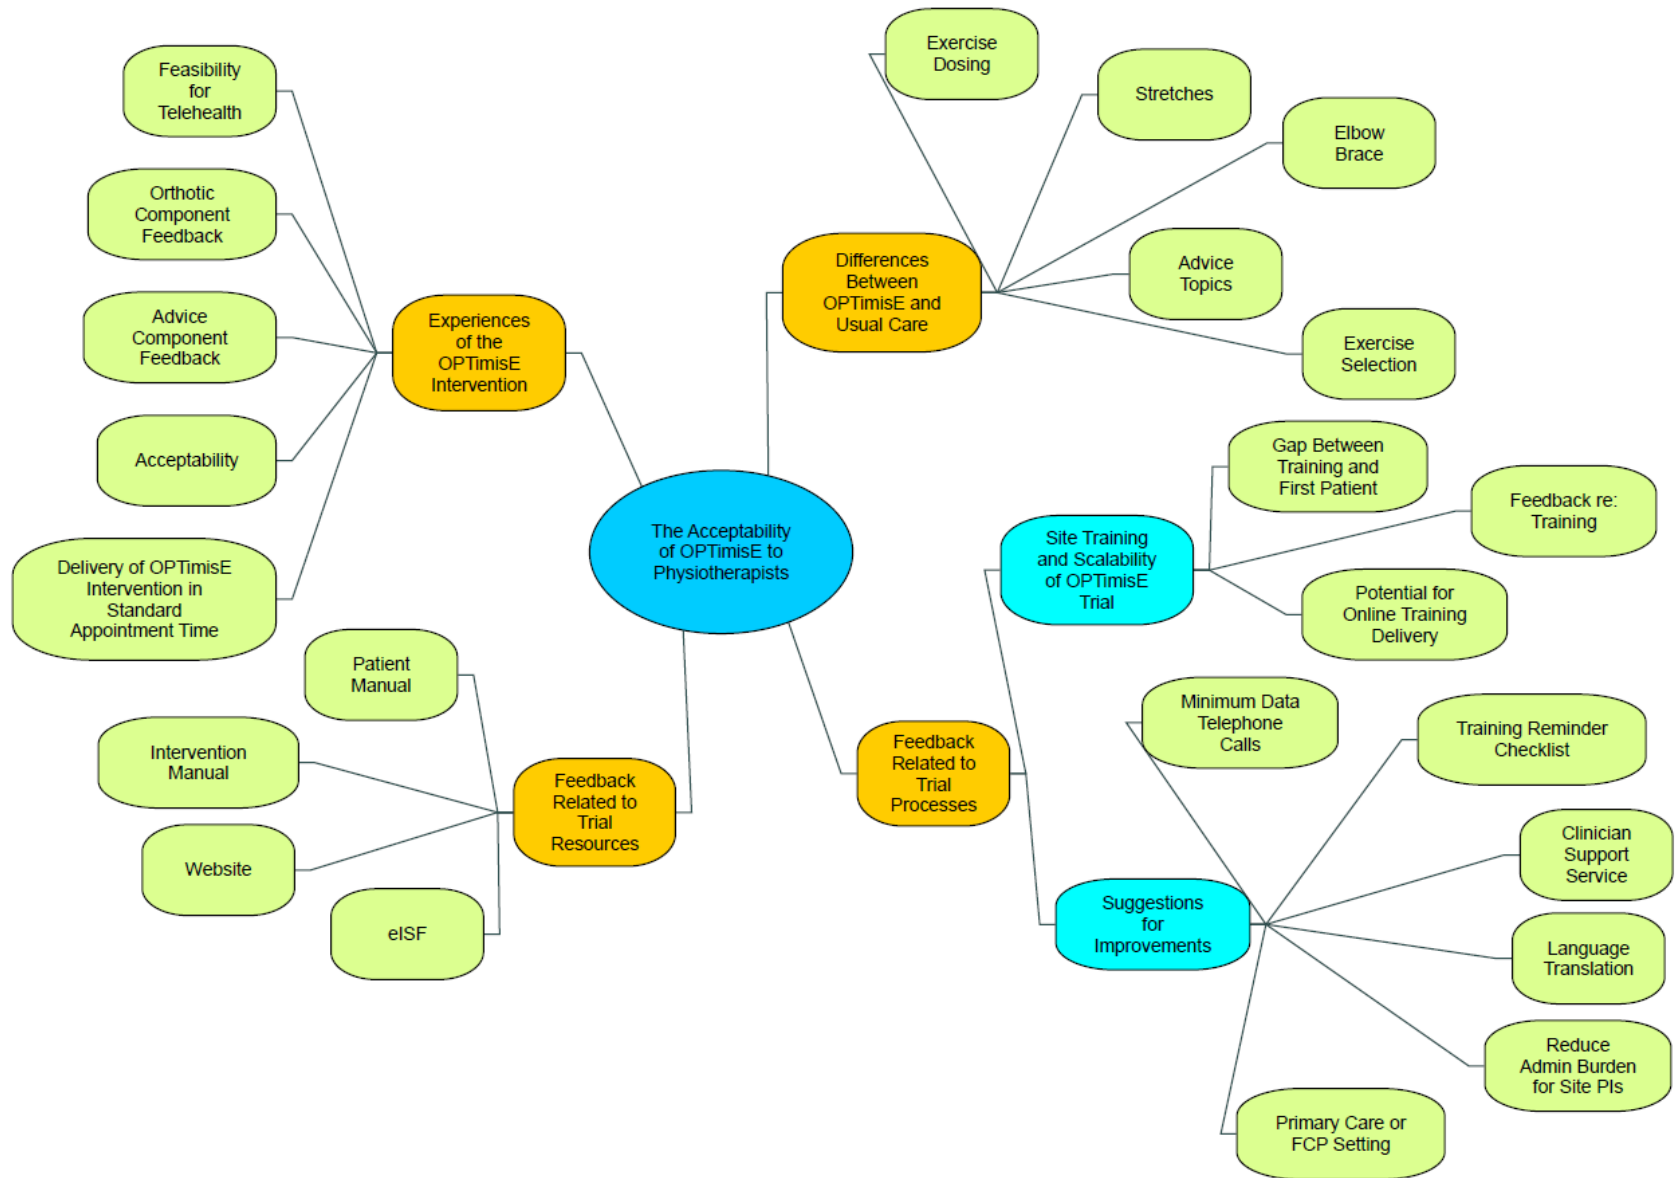 Feasibility
for
Telehealth
Orthotic
Component
Feedback
Advice
Component
Feedback
Acceptability
Delivery of OPTimisE
Intervention in
Standard
Appointment Time
Experiences
of the
OPTimisE
Intervention
Exercise
Dosing
Stretches
Elbow
Brace
Advice
Topics
Exercise
Selection
Differences
Between
OPTimisE and
Usual Care
The Acceptability
of OPTimisE to
Physiotherapists
Gap Between
Training and
First Patient
Feedback re:
Training
Potential for
Online Training
Delivery
Site Training
and Scalability
of OPTimisE
Trial
Patient
Manual
Intervention
Manual
Website
eISF
Feedback
Related to
Trial
Resources
Feedback
Related to
Trial
Processes
Minimum Data
Telephone
Calls
Training Reminder
Checklist
Clinician
Support
Service
Language
Translation
Reduce
Admin Burden
for Site PIs
Primary Care or
FCP Setting
Suggestions
for
Improvements